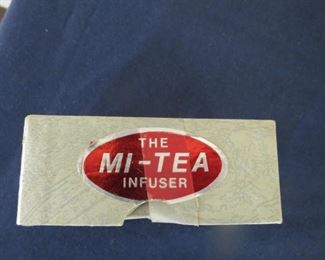 THE
MI-TEA
INFUSER